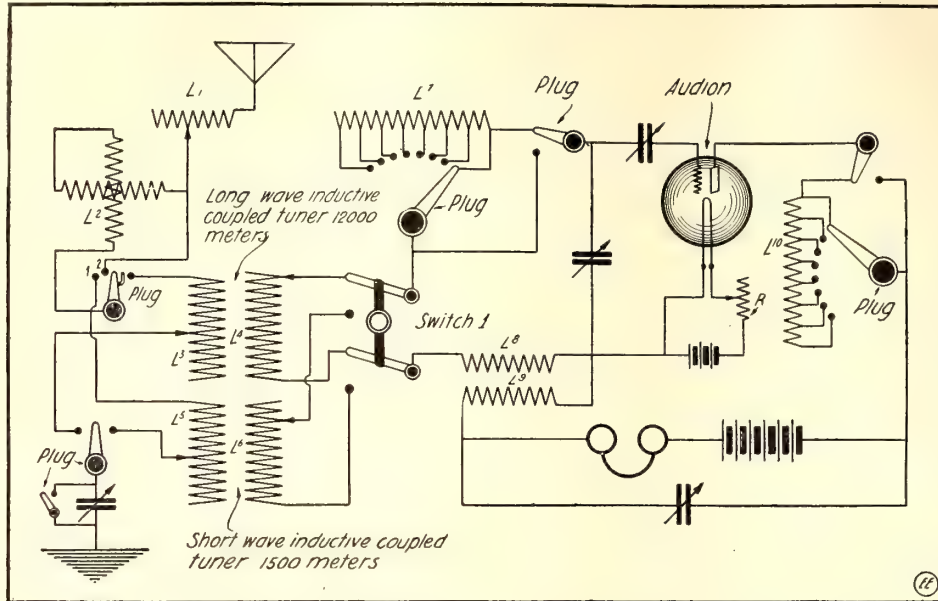 L1
L7
Plug
Audion
L2
Long wave inductive
coupled tuner 12000
meters
Plug
L10
Plug
1 2
Plug
R
L3
L4
Switch 1
L8
L9
L5
L6
Plug
Short wave inductive coupled
tuner 1500 meters